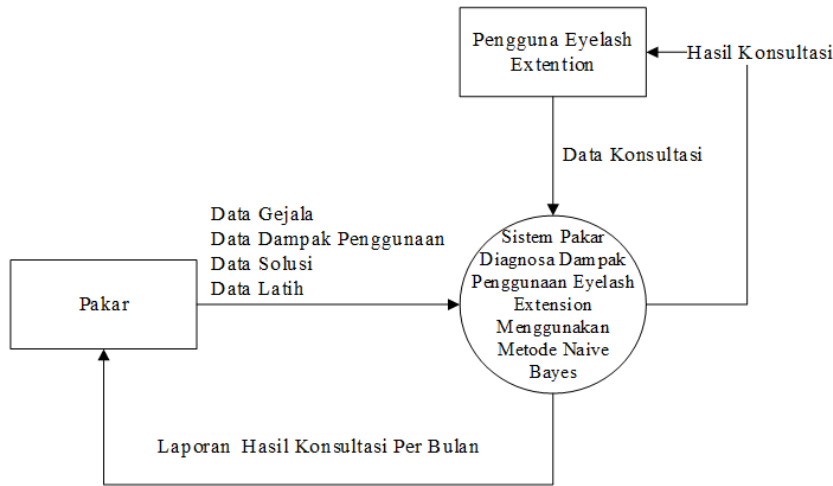 Pengguna Eyelash
Extention
Hasil Konsultasi
Data Konsultasi
Data Gejala
Data Dampak Penggunaan
Data Solusi
Data Latih
Pakar
Sistem Pakar
Diagnosa Dampak
Penggunaan Eyelash
Extension
Menggunakan
Metode Naive
Bayes
Laporan Hasil Konsultasi Per Bulan